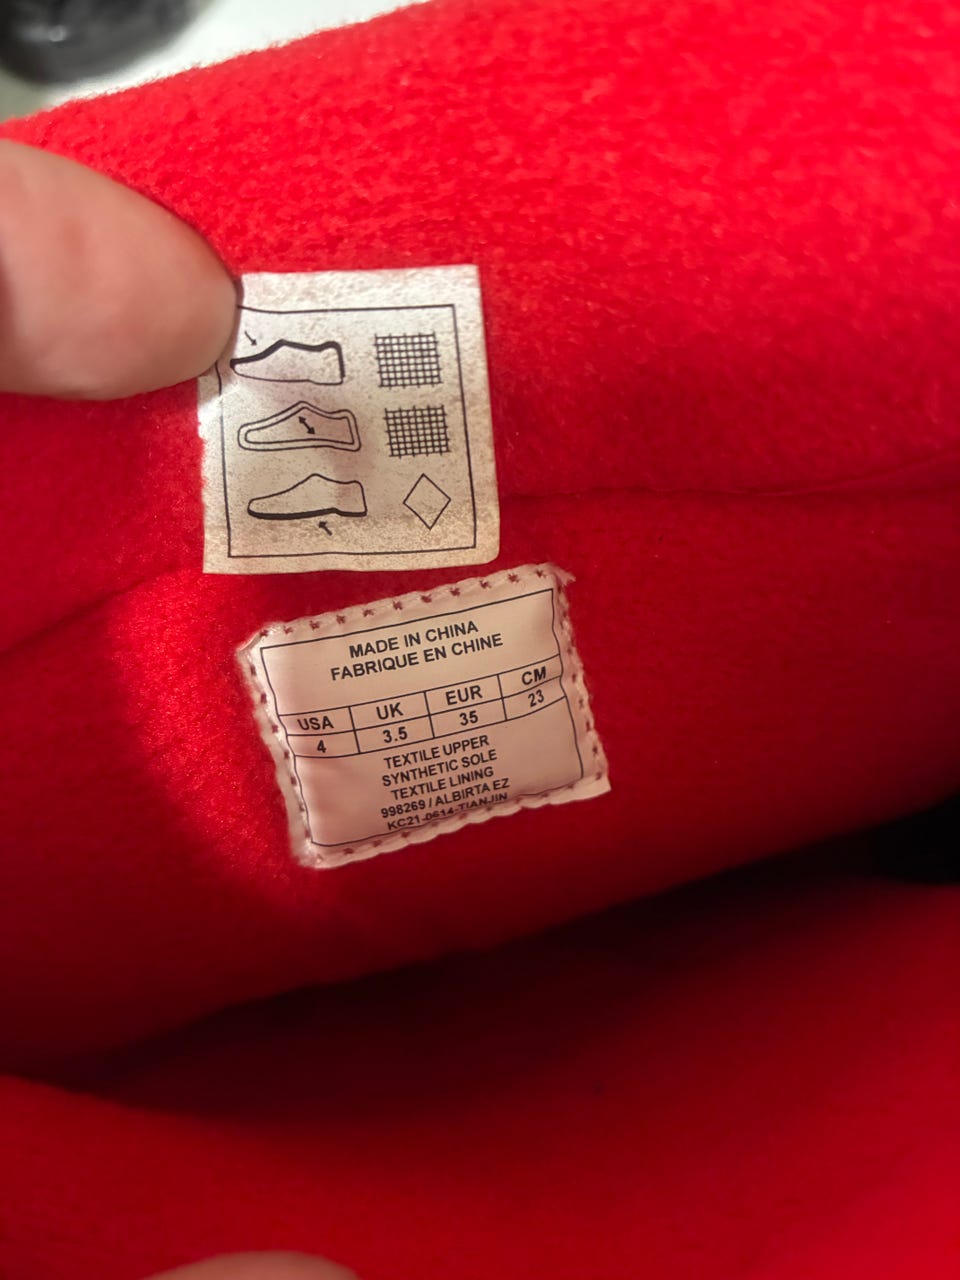 MADE IN CHINA
FABRIQUE EN CHINE
USA UK EUR CM
4 3.5 35 23
TEXTILE UPPER
SYNTHETIC SOLE
TEXTILE LINING
998269 / ALBIRTA EZ
KC21-0614-TIANJIN